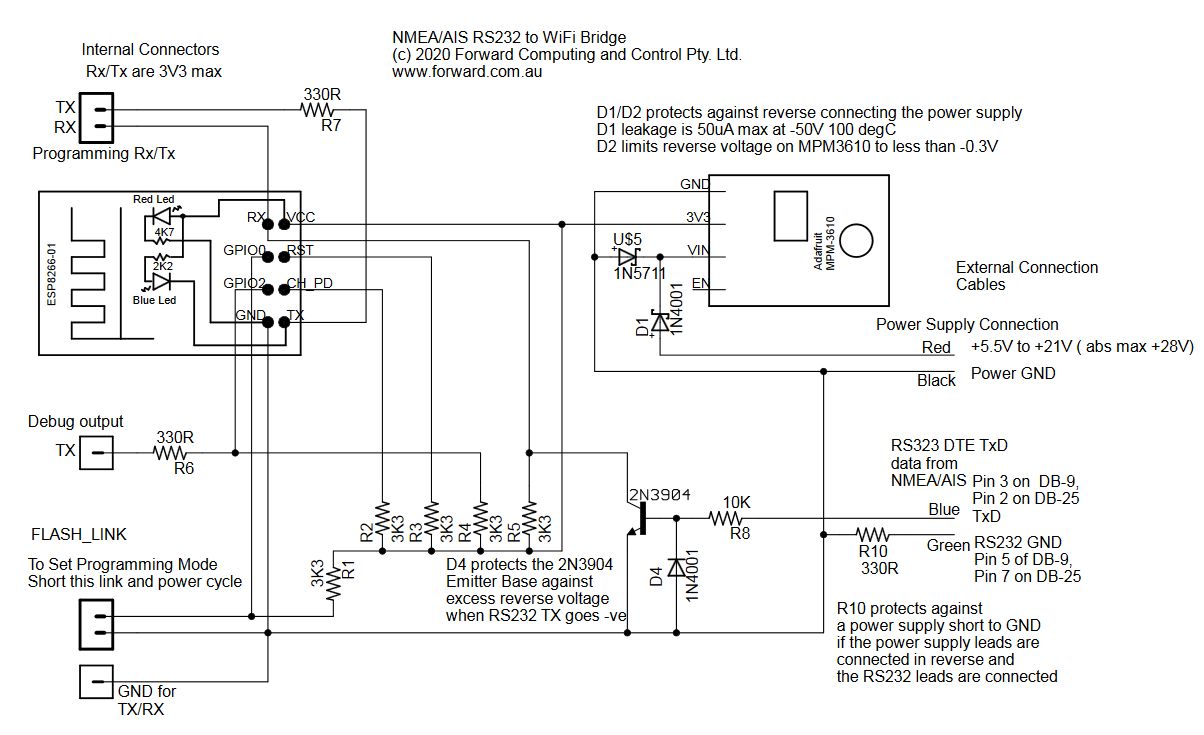 NMEA/AIS RS232 to WiFi Bridge
(c) 2020 Forward Computing and Control Pty. Ltd.
www.forward.com.au
Internal Connectors
Rx/Tx are 3V3 max
TX
RX
330R
R7
Programming Rx/Tx
D1/D2 protects against reverse connecting the power supply
D1 leakage is 50uA max at -50V 100 degC
D2 limits reverse voltage on MPM3610 to less than -0.3V
ESP8266-01
Red Led
4K7
2K2
Blue Led
RX
VCC
GPIO0
RST
GPIO2
CH_PD
GND
TX
GND
3V3
VIN
EN
Adafruit
MPM-3610
U$5
1N5711
D1
1N4001
External Connection
Cables
Power Supply Connection
Red
+5.5V to +21V ( abs max +28V)
Black
Power GND
Debug output
TX
330R
R6
RS323 DTE TxD
data from
NMEA/AIS
Pin 3 on DB-9,
Pin 2 on DB-25
Blue
TxD
Green
RS232 GND
Pin 5 of DB-9,
Pin 7 on DB-25
2N3904
10K
R8
R10
330R
D4
1N4001
R2
3K3
R3
3K3
R4
3K3
R5
3K3
3K3
R1
FLASH_LINK
To Set Programming Mode
Short this link and power cycle
D4 protects the 2N3904
Emitter Base against
excess reverse voltage
when RS232 TX goes -ve
R10 protects against
a power supply short to GND
if the power supply leads are
connected in reverse and
the RS232 leads are connected
GND for
TX/RX